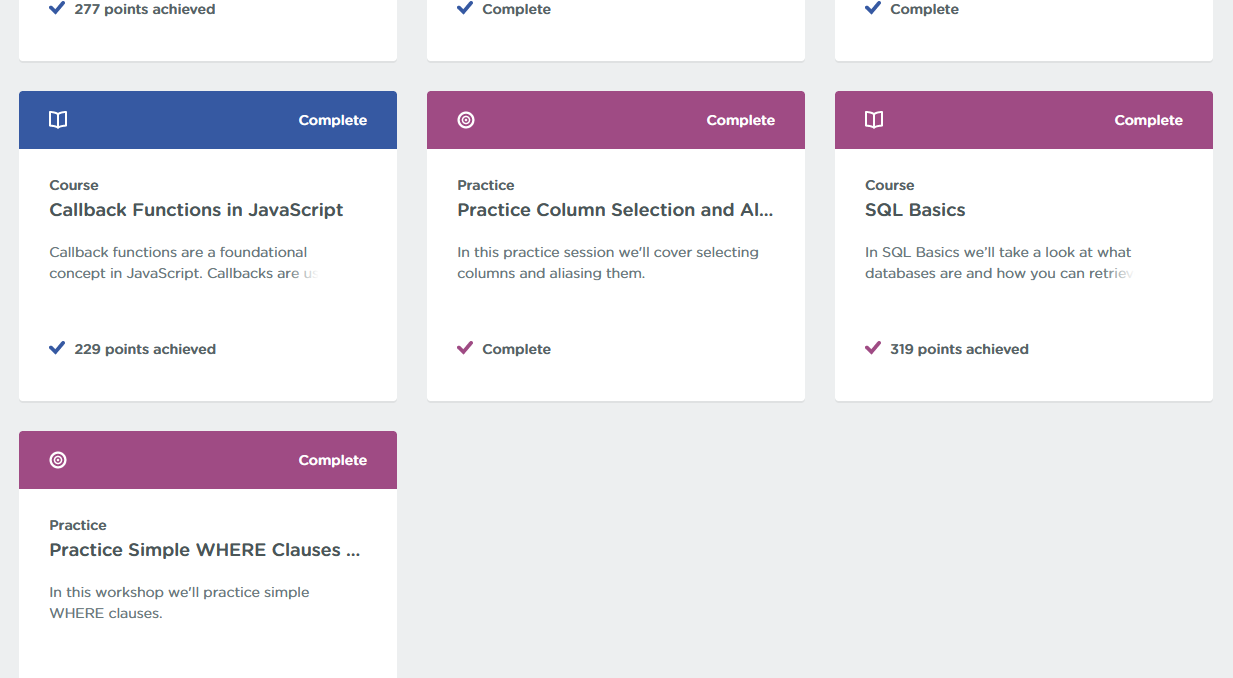 277 points achieved
Complete
Complete
Complete
Course
Callback Functions in JavaScript
Callback functions are a foundational
concept in JavaScript. Callbacks are us
229 points achieved
Complete
Practice
Practice Column Selection and Al...
In this practice session we'll cover selecting
columns and aliasing them.
Complete
Complete
Course
SQL Basics
In SQL Basics we'll take a look at what
databases are and how you can retriev
319 points achieved
Complete
Practice
Practice Simple WHERE Clauses ...
In this workshop we'll practice simple
WHERE clauses.